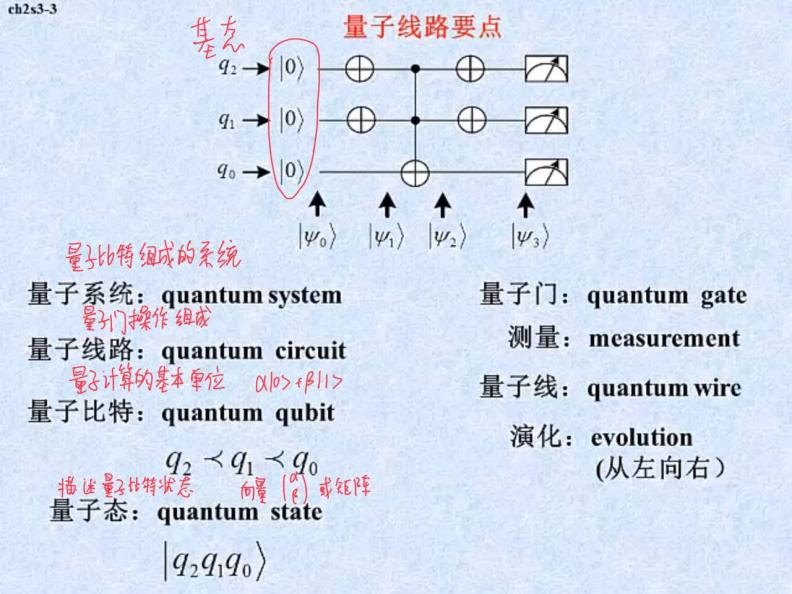 ch2s3-3
量子线路要点
基态
q₂ |0⟩
q₁ |0⟩
q₀ |0⟩
|ψ₀⟩ |ψ₁⟩ |ψ₂⟩ |ψ₃⟩
量子比特组成的系统
量子系统：quantum system
量子门操作组成
量子线路：quantum circuit
量子计算的基本单位 α|0>+β|1>
量子比特：quantum qubit
q₂ ≺ q₁ ≺ q₀
描述量子比特状态 向量 (α β) 或矩阵
量子态：quantum state
|q₂q₁q₀⟩
量子门：quantum gate
测量：measurement
量子线：quantum wire
演化：evolution
(从左向右）